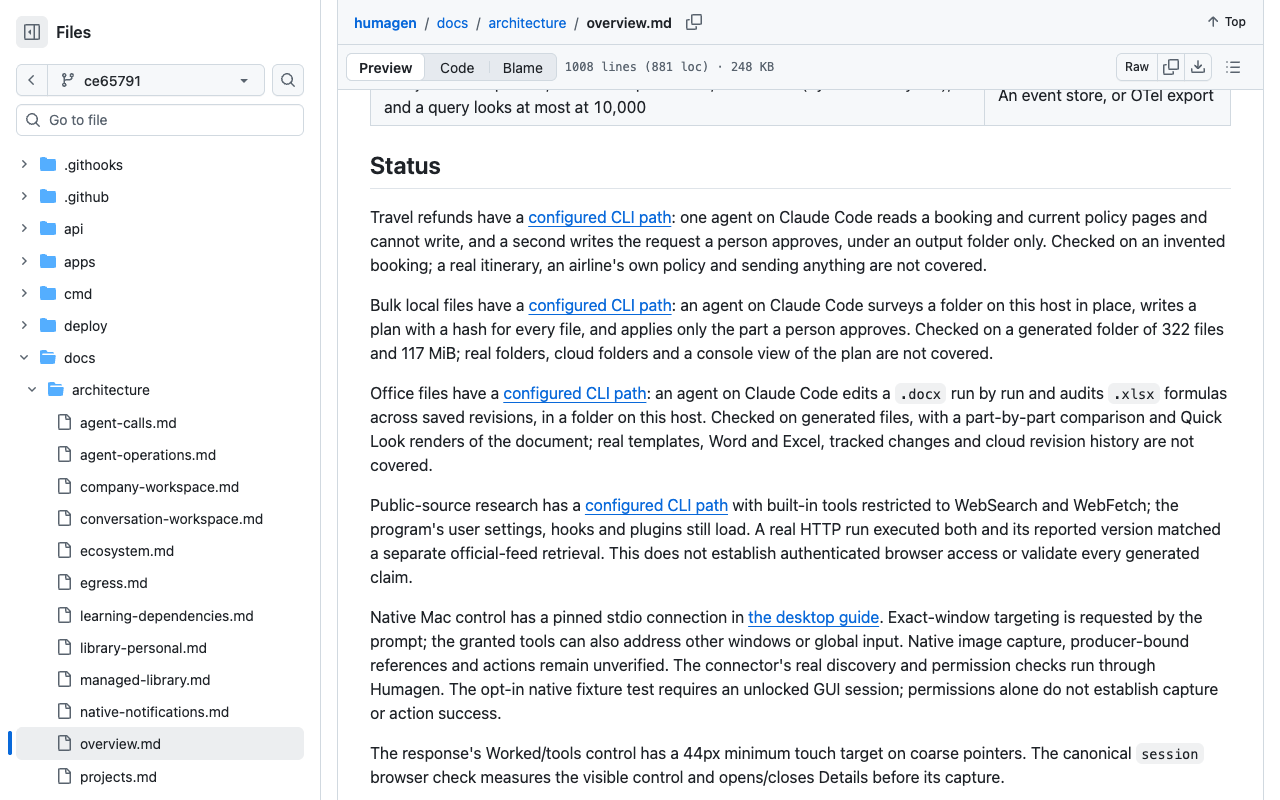 Files
ce65791
Go to file
.githooks
.github
api
apps
cmd
deploy
docs
architecture
agent-calls.md
agent-operations.md
company-workspace.md
conversation-workspace.md
ecosystem.md
egress.md
learning-dependencies.md
library-personal.md
managed-library.md
native-notifications.md
overview.md
projects.md
humagen / docs / architecture / overview.md
Top
Preview Code Blame 1008 lines (881 loc) · 248 KB Raw
and a query looks at most at 10,000
An event store, or OTel export
Status
Travel refunds have a configured CLI path: one agent on Claude Code reads a booking and current policy pages and
cannot write, and a second writes the request a person approves, under an output folder only. Checked on an invented
booking; a real itinerary, an airline's own policy and sending anything are not covered.
Bulk local files have a configured CLI path: an agent on Claude Code surveys a folder on this host in place, writes a
plan with a hash for every file, and applies only the part a person approves. Checked on a generated folder of 322 files
and 117 MiB; real folders, cloud folders and a console view of the plan are not covered.
Office files have a configured CLI path: an agent on Claude Code edits a .docx run by run and audits .xlsx formulas
across saved revisions, in a folder on this host. Checked on generated files, with a part-by-part comparison and Quick
Look renders of the document; real templates, Word and Excel, tracked changes and cloud revision history are not
covered.
Public-source research has a configured CLI path with built-in tools restricted to WebSearch and WebFetch; the
program's user settings, hooks and plugins still load. A real HTTP run executed both and its reported version matched
a separate official-feed retrieval. This does not establish authenticated browser access or validate every generated
claim.
Native Mac control has a pinned stdio connection in the desktop guide. Exact-window targeting is requested by the
prompt; the granted tools can also address other windows or global input. Native image capture, producer-bound
references and actions remain unverified. The connector's real discovery and permission checks run through
Humagen. The opt-in native fixture test requires an unlocked GUI session; permissions alone do not establish capture
or action success.
The response's Worked/tools control has a 44px minimum touch target on coarse pointers. The canonical session
browser check measures the visible control and opens/closes Details before its capture.